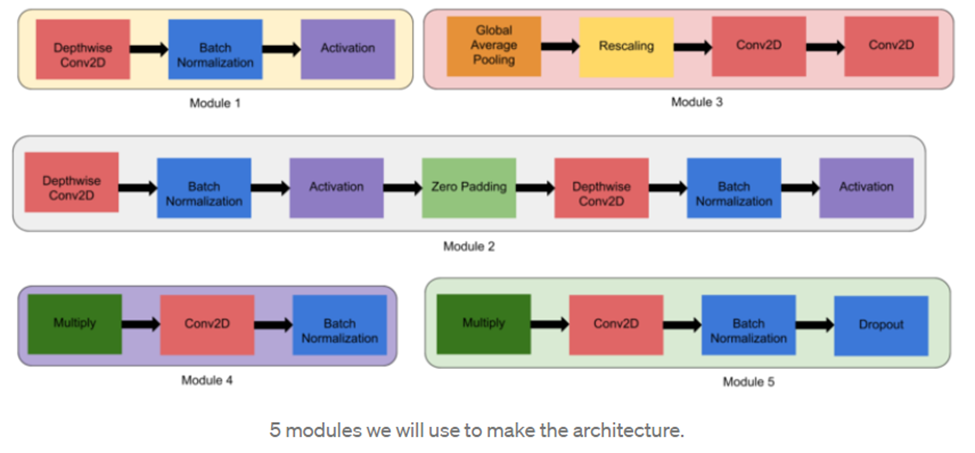 Depthwise Conv2D
Batch Normalization
Activation
Module 1
Global Average Pooling
Rescaling
Conv2D
Conv2D
Module 3
Depthwise Conv2D
Batch Normalization
Activation
Zero Padding
Depthwise Conv2D
Batch Normalization
Activation
Module 2
Multiply
Conv2D
Batch Normalization
Module 4
Multiply
Conv2D
Batch Normalization
Dropout
Module 5
5 modules we will use to make the architecture.